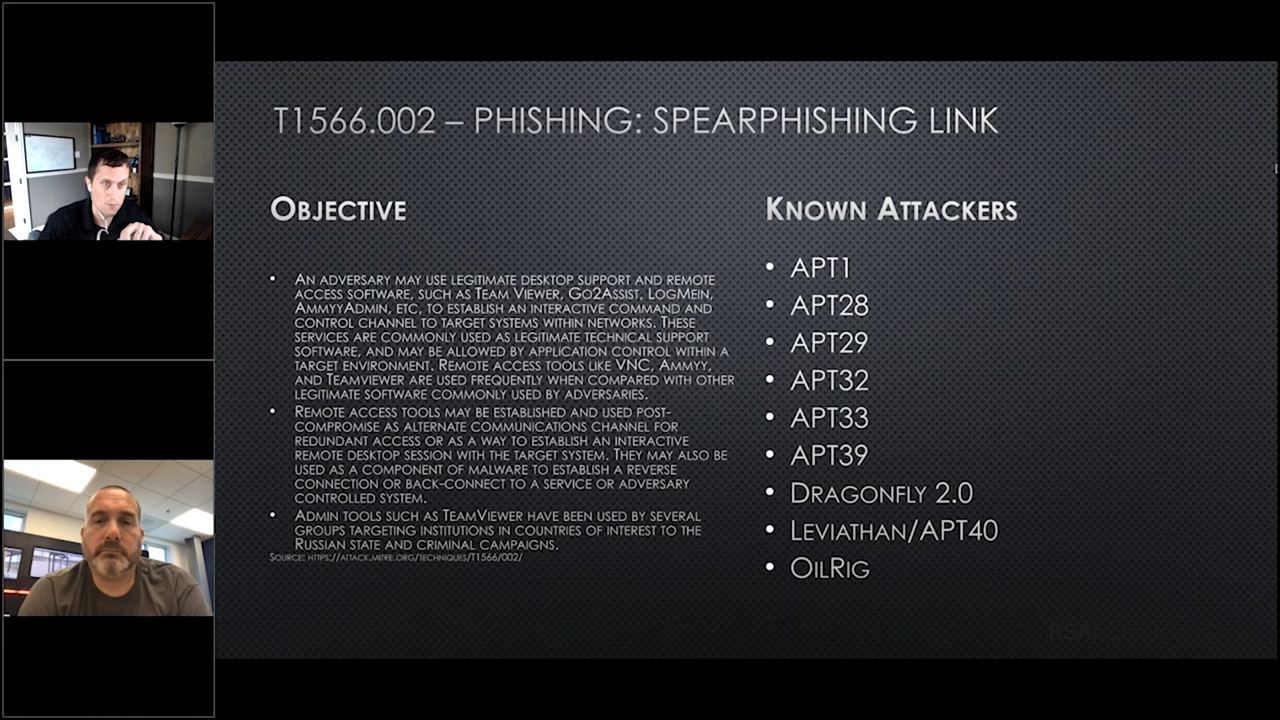 T1566.002 – PHISHING: SPEARPHISHING LINK
OBJECTIVE
• AN ADVERSARY MAY USE LEGITIMATE DESKTOP SUPPORT AND REMOTE
ACCESS SOFTWARE, SUCH AS TEAM VIEWER, GO2ASSIST, LOGMEIN,
AMMYYADMIN, ETC, TO ESTABLISH AN INTERACTIVE COMMAND AND
CONTROL CHANNEL TO TARGET SYSTEMS WITHIN NETWORKS. THESE
SERVICES ARE COMMONLY USED AS LEGITIMATE TECHNICAL SUPPORT
SOFTWARE, AND MAY BE ALLOWED BY APPLICATION CONTROL WITHIN A
TARGET ENVIRONMENT. REMOTE ACCESS TOOLS LIKE VNC, AMMYY,
AND TEAMVIEWER ARE USED FREQUENTLY WHEN COMPARED WITH OTHER
LEGITIMATE SOFTWARE COMMONLY USED BY ADVERSARIES.
• REMOTE ACCESS TOOLS MAY BE ESTABLISHED AND USED POST-
COMPROMISE AS ALTERNATE COMMUNICATIONS CHANNEL FOR
REDUNDANT ACCESS OR AS A WAY TO ESTABLISH AN INTERACTIVE
REMOTE DESKTOP SESSION WITH THE TARGET SYSTEM. THEY MAY ALSO BE
USED AS A COMPONENT OF MALWARE TO ESTABLISH A REVERSE
CONNECTION OR BACK-CONNECT TO A SERVICE OR ADVERSARY
CONTROLLED SYSTEM.
• ADMIN TOOLS SUCH AS TEAMVIEWER HAVE BEEN USED BY SEVERAL
GROUPS TARGETING INSTITUTIONS IN COUNTRIES OF INTEREST TO THE
RUSSIAN STATE AND CRIMINAL CAMPAIGNS.
SOURCE: HTTPS://ATTACK.MITRE.ORG/TECHNIQUES/T1566/002/
KNOWN ATTACKERS
• APT1
• APT28
• APT29
• APT32
• APT33
• APT39
• DRAGONFLY 2.0
• LEVIATHAN/APT40
• OILRIG